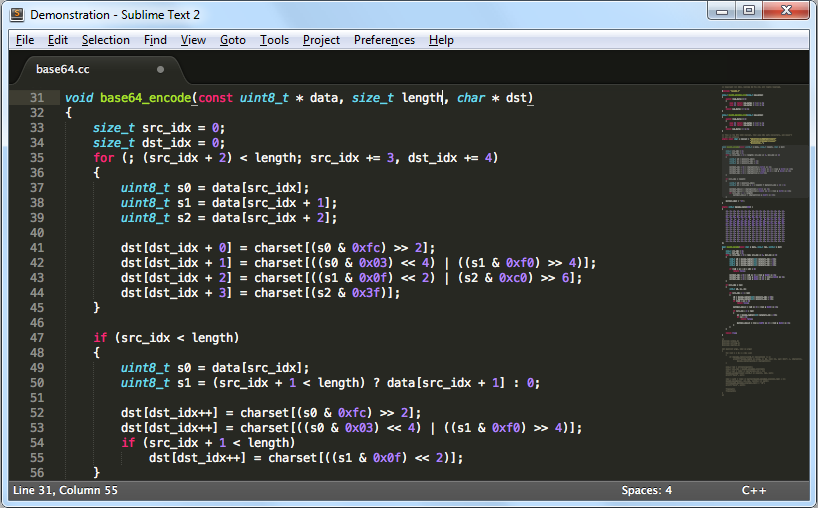 Demonstration - Sublime Text 2
File Edit Selection Find View Goto Tools Project Preferences Help
base64.cc
31 void base64_encode(const uint8_t * data, size_t length, char * dst)
32 {
33     size_t src_idx = 0;
34     size_t dst_idx = 0;
35     for (; (src_idx + 2) < length; src_idx += 3, dst_idx += 4)
36     {
37         uint8_t s0 = data[src_idx];
38         uint8_t s1 = data[src_idx + 1];
39         uint8_t s2 = data[src_idx + 2];
40
41         dst[dst_idx + 0] = charset[(s0 & 0xfc) >> 2];
42         dst[dst_idx + 1] = charset[((s0 & 0x03) << 4) | ((s1 & 0xf0) >> 4)];
43         dst[dst_idx + 2] = charset[((s1 & 0x0f) << 2) | (s2 & 0xc0) >> 6];
44         dst[dst_idx + 3] = charset[(s2 & 0x3f)];
45     }
46
47     if (src_idx < length)
48     {
49         uint8_t s0 = data[src_idx];
50         uint8_t s1 = (src_idx + 1 < length) ? data[src_idx + 1] : 0;
51
52         dst[dst_idx++] = charset[(s0 & 0xfc) >> 2];
53         dst[dst_idx++] = charset[((s0 & 0x03) << 4) | ((s1 & 0xf0) >> 4)];
54         if (src_idx + 1 < length)
55             dst[dst_idx++] = charset[((s1 & 0x0f) << 2)];
56     }
Line 31, Column 55 Spaces: 4 C++